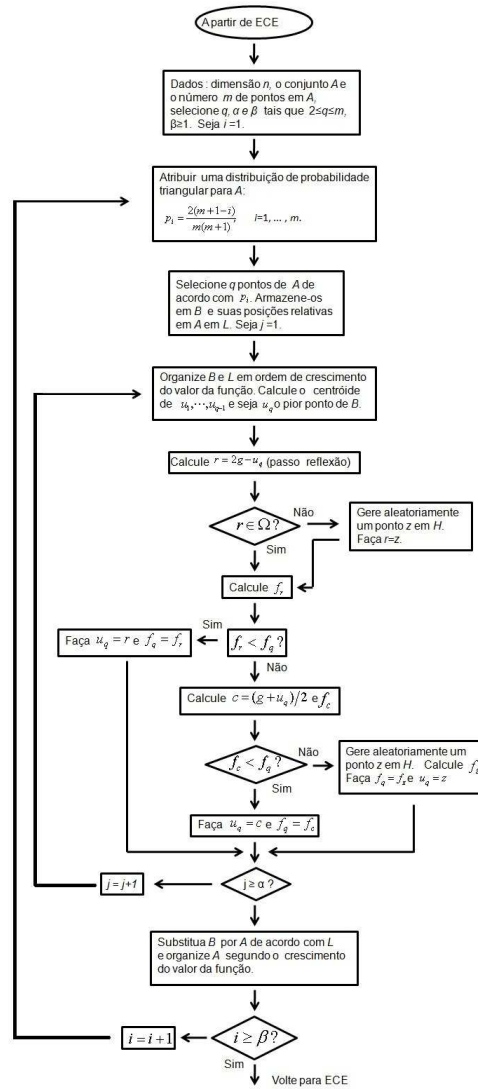 A partir de ECE
Dados : dimensão n, o conjunto A e
o número m de pontos em A,
selecione q, α e β tais que 2≤q≤m,
β≥1. Seja i =1.
Atribuir uma distribuição de probabilidade
triangular para A:
p_i = 2(m+1−i) / m(m+1), i=1, ... , m.
Selecione q pontos de A de
acordo com p_i. Armazene-os
em B e suas posições relativas
em A em L. Seja j =1.
Organize B e L em ordem de crescimento
do valor da função. Calcule o centróide
de u_1,⋯,u_{q-1} e seja u_q o pior ponto de B.
Calcule r = 2g−u_q (passo reflexão)
r ∈ Ω?
Não
Sim
Gere aleatoriamente
um ponto z em H.
Faça r=z.
Calcule f_r
f_r < f_q?
Sim
Faça u_q = r e f_q = f_r
Não
Calcule c = (g+u_q)/2 e f_c
f_c < f_q?
Não
Sim
Gere aleatoriamente um
ponto z em H. Calcule f_z
Faça f_q = f_z e u_q = z
Faça u_q = c e f_q = f_c
j ≥ α ?
j = j+1
Substitua B por A de acordo com L
e organize A segundo o crescimento
do valor da função.
i ≥ β?
i = i+1
Sim
Volte para ECE